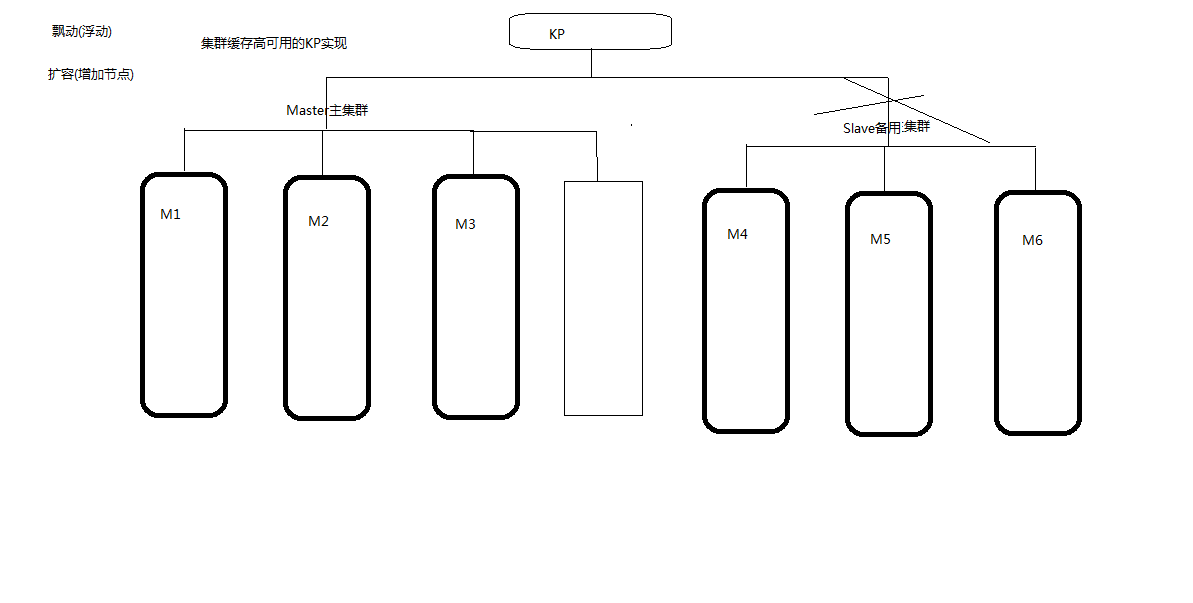 飘动(浮动)
KP
集群缓存高可用的KP实现
扩容(增加节点)
Master主集群
Slave备用集群
M1
M2
M3
M4
M5
M6